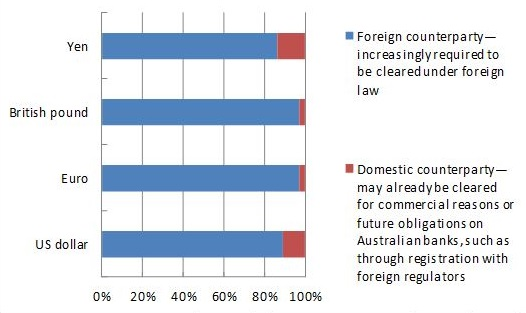 Yen
British pound
Euro
US dollar
0% 20% 40% 60% 80% 100%
Foreign counterparty—
increasingly required to
be cleared under foreign
law
Domestic counterparty—
may already be cleared
for commercial reasons or
future obligations on
Australian banks, such as
through registration with
foreign regulators